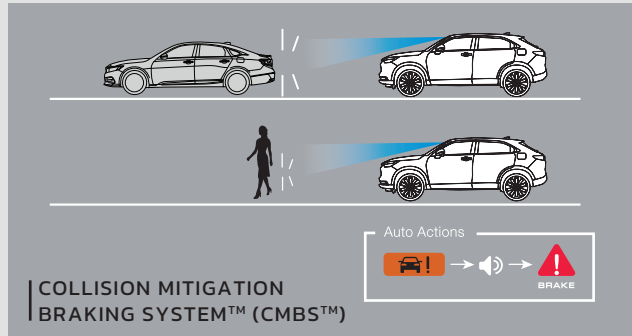 Auto Actions
BRAKE
COLLISION MITIGATION
BRAKING SYSTEM™ (CMBS™)